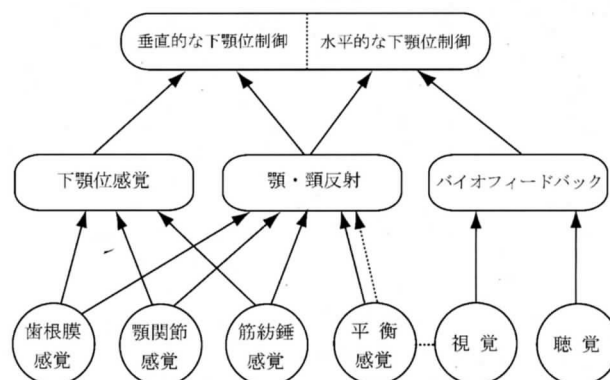 垂直的な下顎位制御 水平的な下顎位制御
下顎位感覚 顎・頸反射 バイオフィードバック
歯根膜感覚
顎関節感覚
筋紡錘感覚
平衡感覚
視覚
聴覚